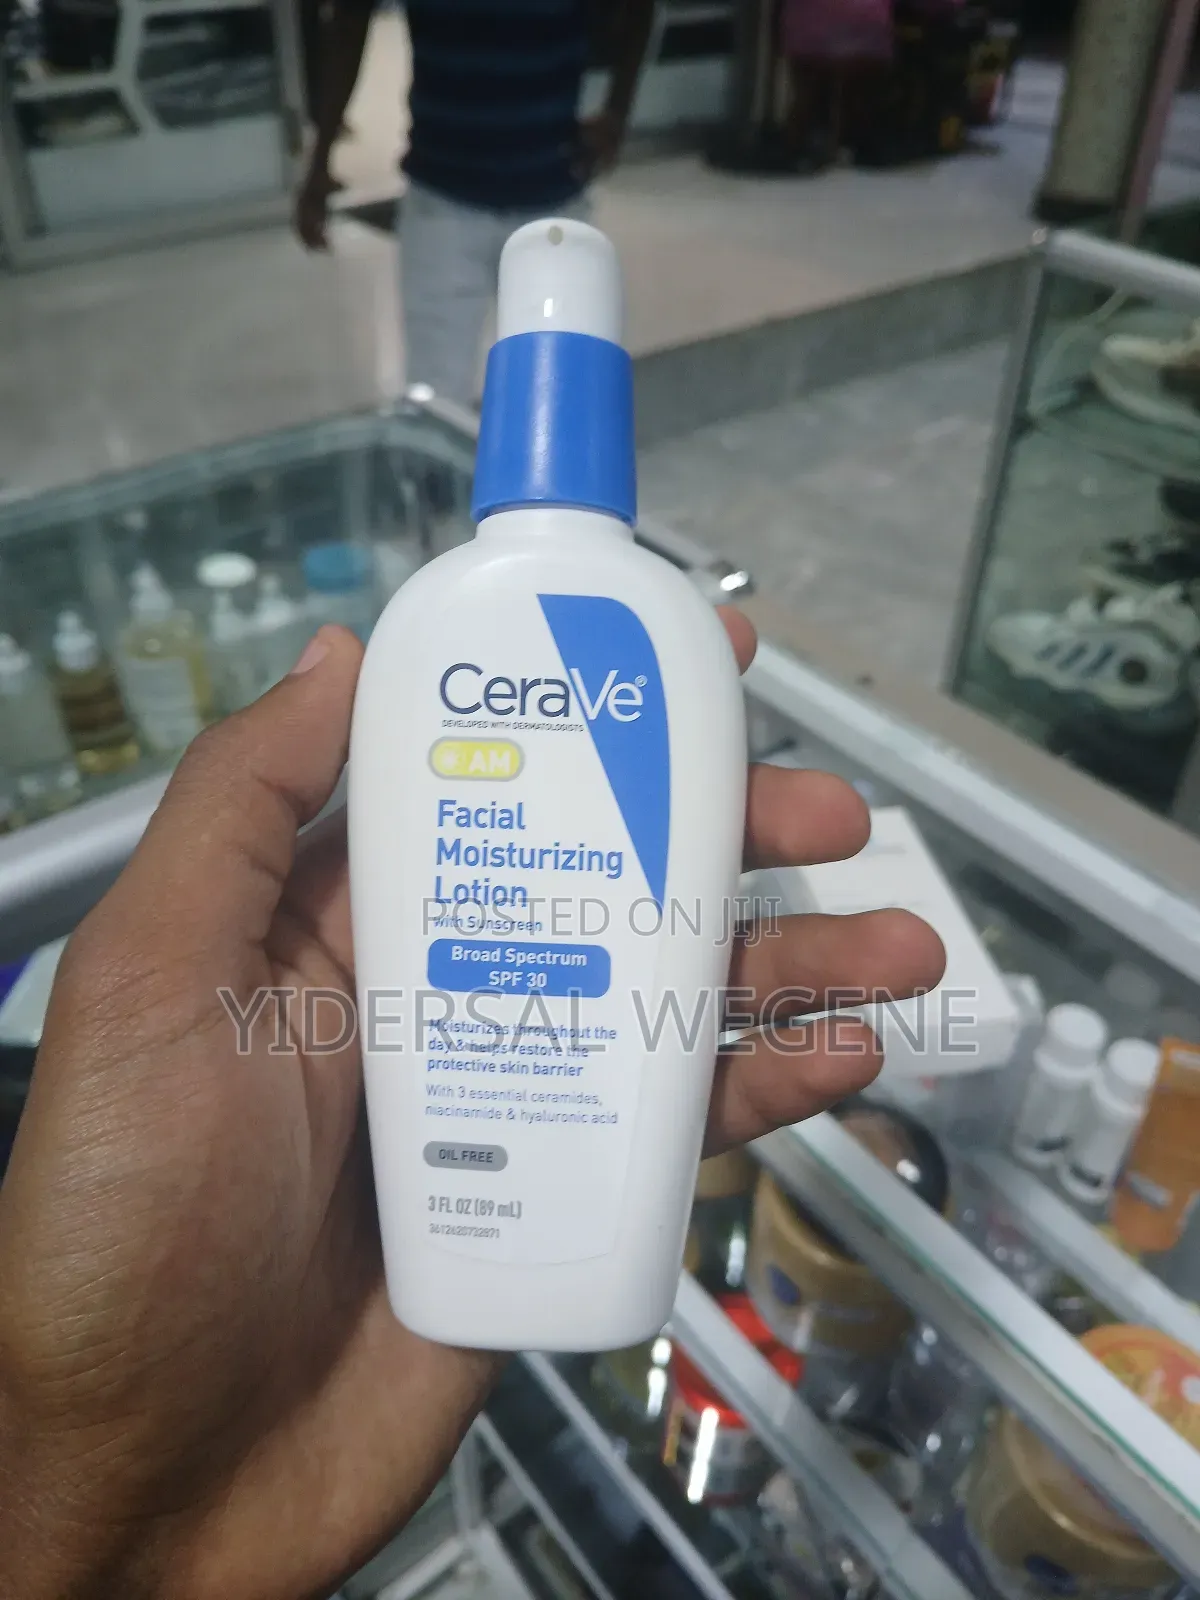 CeraVe®
DEVELOPED WITH DERMATOLOGISTS
AM
Facial
Moisturizing
Lotion
with Sunscreen
POSTED ON JIJI
Broad Spectrum
SPF 30
YIDERSAL WEGENE
Moisturizes throughout the
day & helps restore the
protective skin barrier
With 3 essential ceramides,
niacinamide & hyaluronic acid
OIL FREE
3 FL OZ (89 mL)
3612620732871